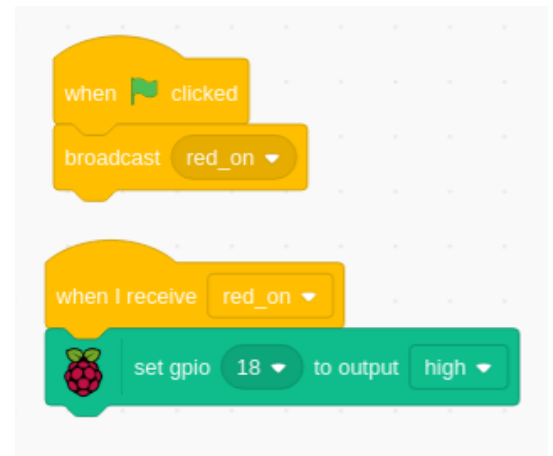 when clicked
broadcast red_on
when I receive red_on
set gpio 18 to output high